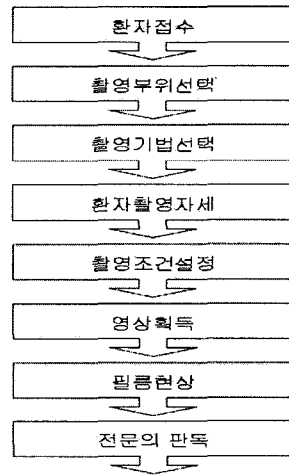 환자접수
촬영부위선택
촬영기법선택
환자촬영자세
촬영조건설정
영상획득
필름현상
전문의 판독